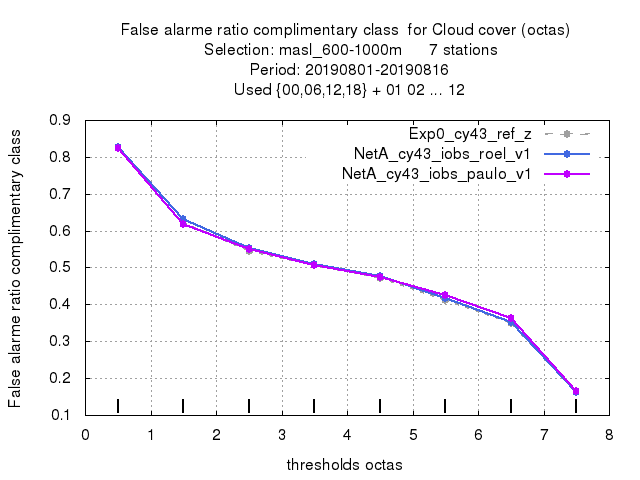 False alarme ratio complimentary class  for Cloud cover (octas)
Selection: masl_600-1000m      7 stations
Period: 20190801-20190816
Used {00,06,12,18} + 01 02 ... 12
False alarme ratio complimentary class
0.9
0.8
0.7
0.6
0.5
0.4
0.3
0.2
0.1
Exp0_cy43_ref_z
NetA_cy43_iobs_roel_v1
NetA_cy43_iobs_paulo_v1
0 1 2 3 4 5 6 7 8
thresholds octas